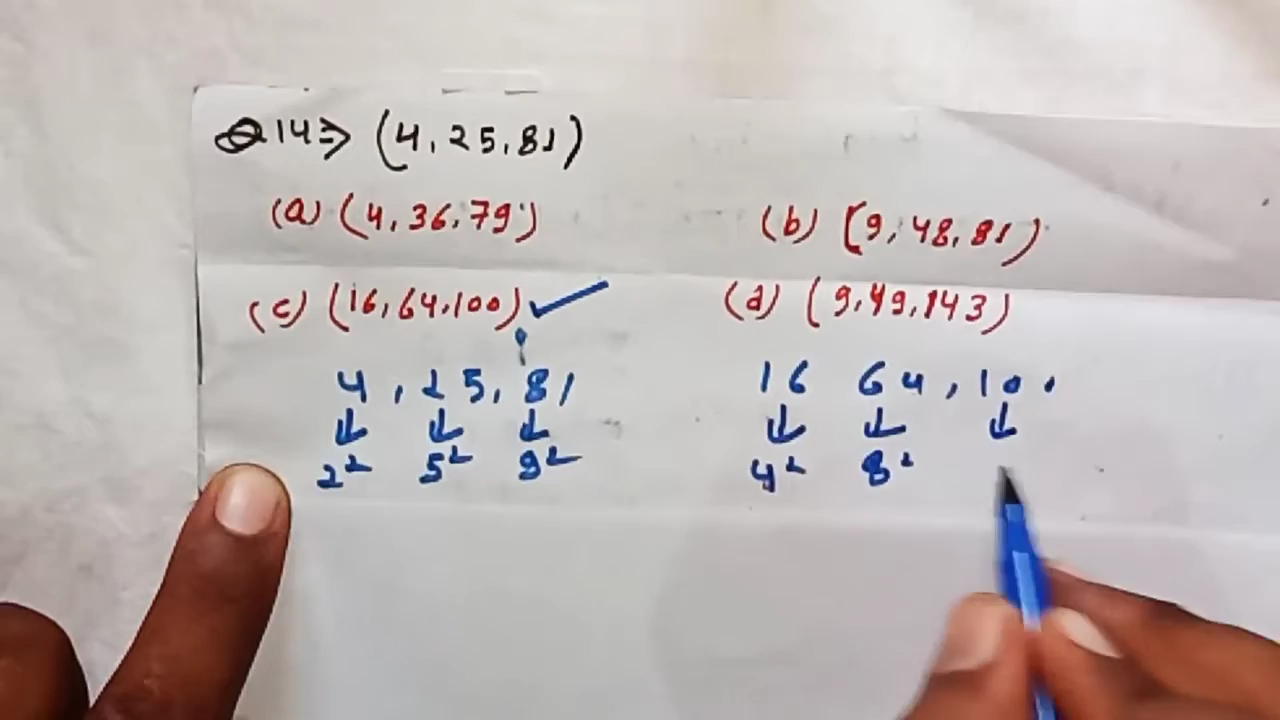 Q14⇒ (4, 25, 81)
(a) (4, 36, 79) (b) (9, 48, 81)
(c) (16, 64, 100) ✓ (d) (9, 49, 143)
4 , 25, 81 16 64 , 100
↓ ↓ ↓ ↓ ↓ ↓
2² 5² 9² 4² 8²